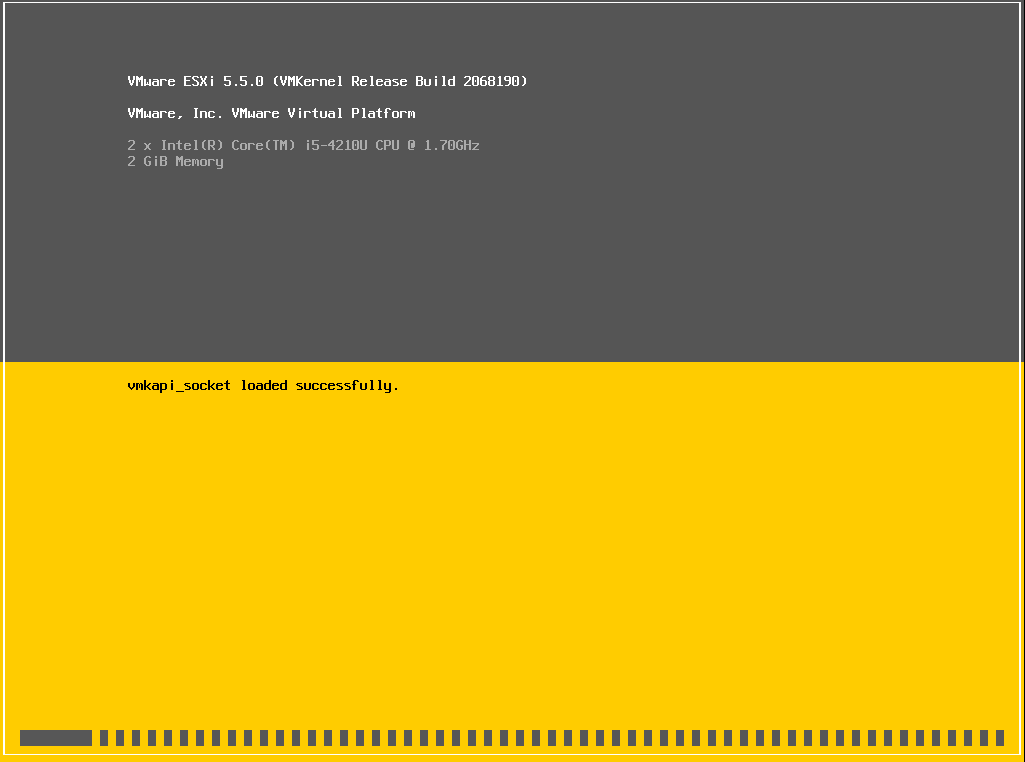 VMware ESXi 5.5.0 (VMKernel Release Build 2068190)
VMware, Inc. VMware Virtual Platform
2 x Intel(R) Core(TM) i5-4210U CPU @ 1.70GHz
2 GiB Memory
vmkapi_socket loaded successfully.